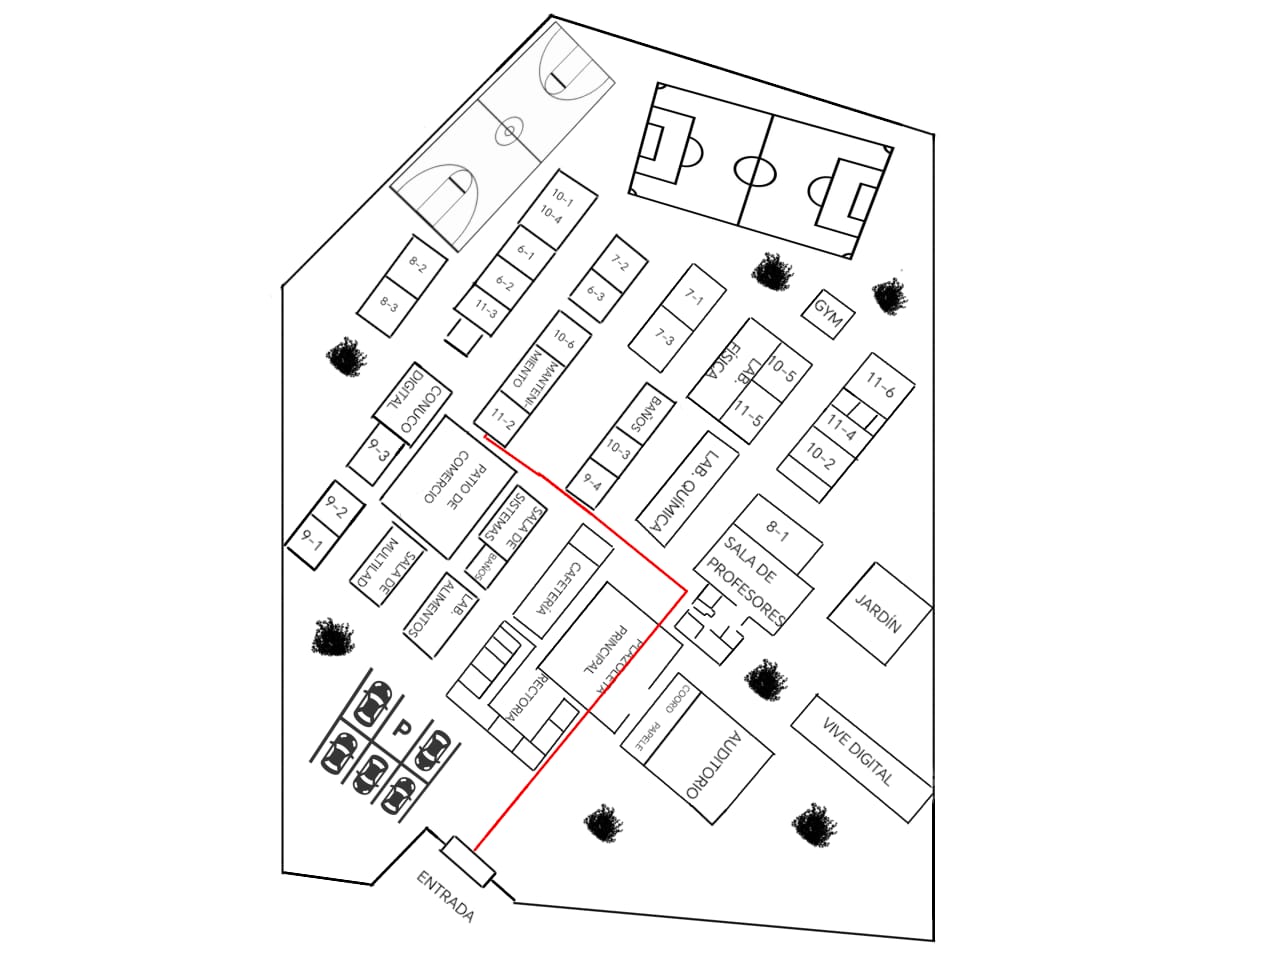 10-1
10-4
8-2
8-3
6-1
6-2
11-3
7-2
6-3
7-1
7-3
GYM
10-6
MANTENI-
MIENTO
11-2
LAB.
FÍSICA
10-5
11-5
11-6
11-4
10-2
CONUCO
DIGITAL
BAÑOS
10-3
9-4
9-3
PATIO DE
COMERCIO
LAB. QUÍMICA
9-2
9-1
SALA DE
SISTEMAS
BAÑOS
8-1
SALA DE
PROFESORES
SALA DE
MULTILAD
LAB.
ALIMENTOS
CAFETERÍA
JARDÍN
PLAZOLETA
PRINCIPAL
RECTORIA
COORD
PAPELE
AUDITORIO
VIVE DIGITAL
P
ENTRADA